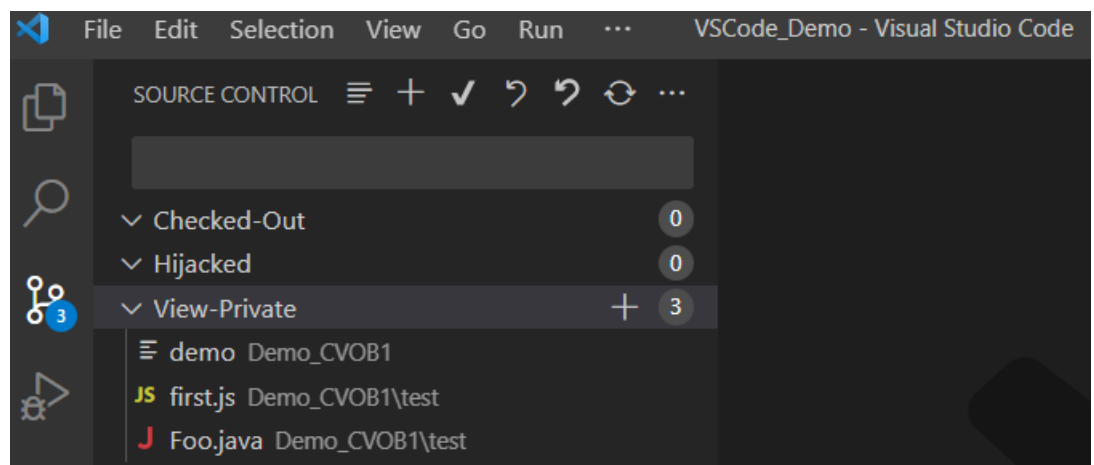 File Edit Selection View Go Run ··· VSCode_Demo - Visual Studio Code
SOURCE CONTROL ···
Checked-Out 0
Hijacked 0
3
View-Private 3
demo Demo_CVOB1
JS first.js Demo_CVOB1\test
J Foo.java Demo_CVOB1\test